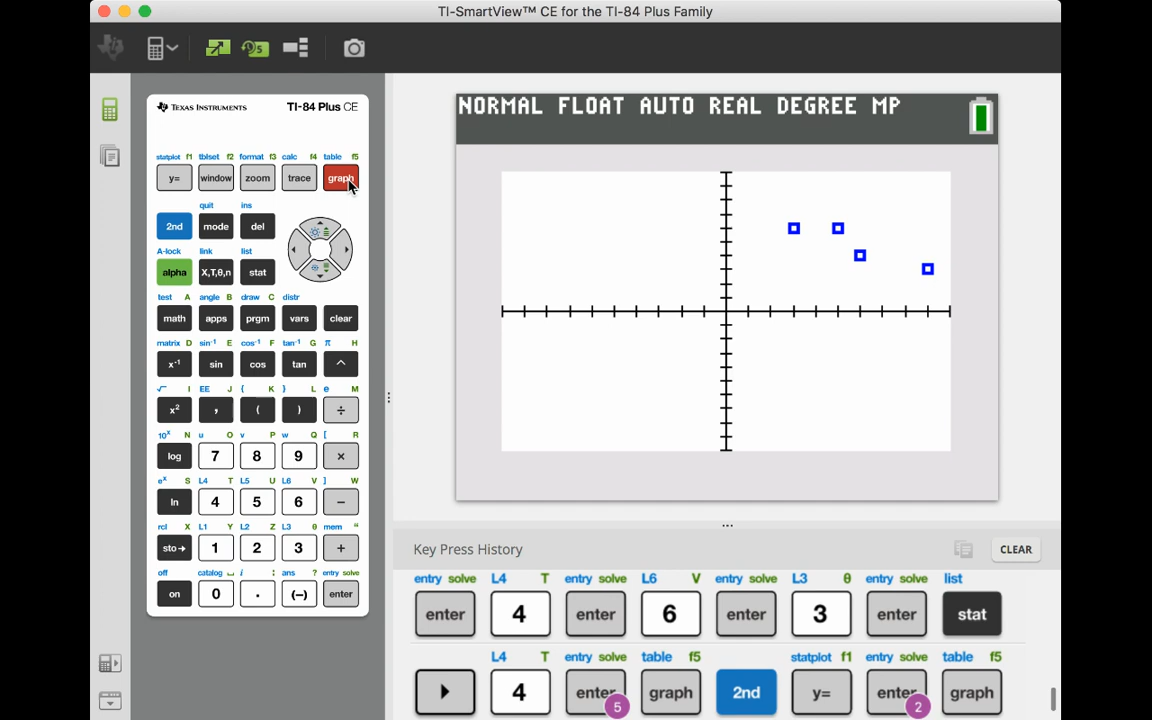 TI-SmartView™ CE for the TI-84 Plus Family
5
TEXAS INSTRUMENTS TI-84 Plus CE
NORMAL FLOAT AUTO REAL DEGREE MP
statplot f1 tblset f2 format f3 calc f4 table f5
y= window zoom trace graph
quit ins
2nd mode del
A-lock link list
alpha X,T,θ,n stat
test A angle B draw C distr
math apps prgm vars clear
matrix D sin⁻¹ E cos⁻¹ F tan⁻¹ G π H
x⁻¹ sin cos tan ^
√ I EE J { K } L e M
x² , ( ) ÷
10ˣ N u O v P w Q [ R
log 7 8 9 ×
eˣ S L4 T L5 U L6 V ] W
ln 4 5 6 −
rcl X L1 Y L2 Z L3 θ mem "
sto→ 1 2 3 +
off catalog ⎵ i : ans ? entry solve
on 0 . (−) enter
Key Press History CLEAR
entry solve L4 T entry solve L6 V entry solve L3 θ entry solve list
enter 4 enter 6 enter 3 enter stat
L4 T entry solve table f5 statplot f1 entry solve table f5
4 enter 5 graph 2nd y= enter 2 graph